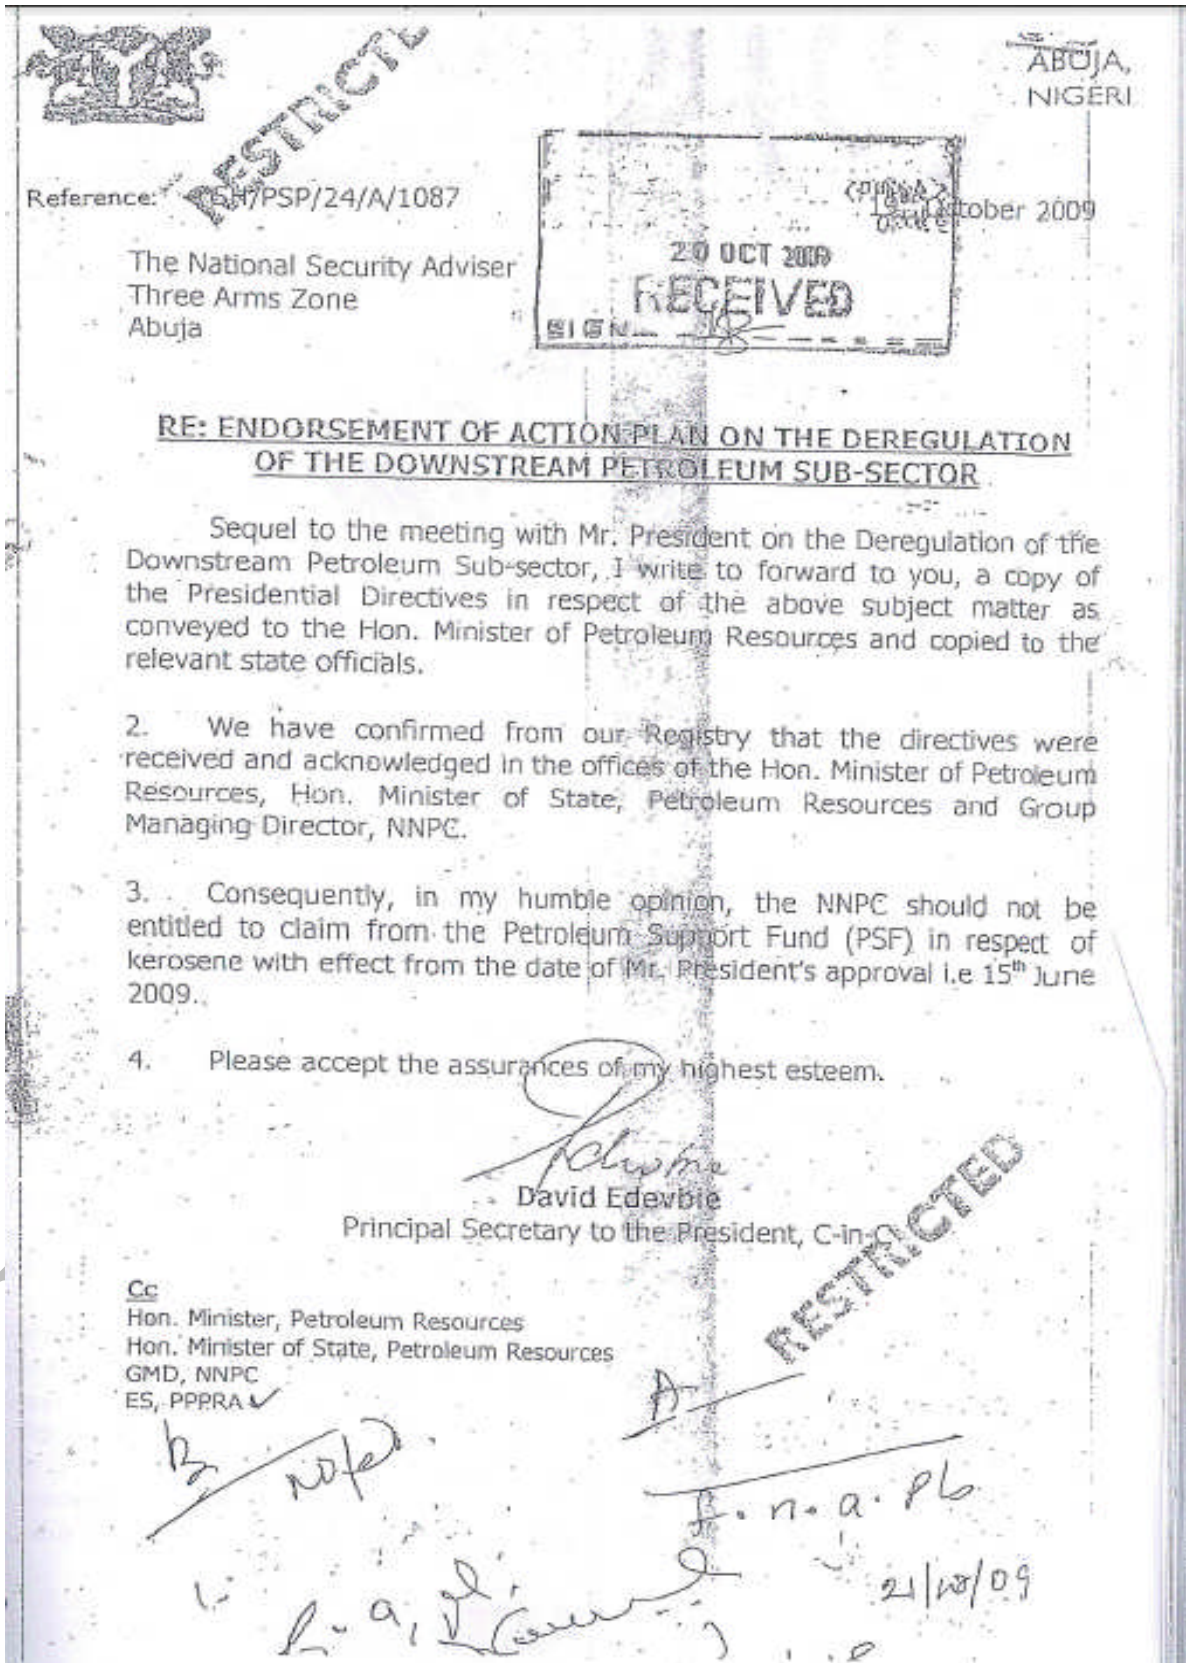 RESTRICTE
ABUJA,
NIGERI
Reference: SH/PSP/24/A/1087
October 2009
20 OCT 2009
RECEIVED
SIGN
The National Security Adviser
Three Arms Zone
Abuja
RE: ENDORSEMENT OF ACTION PLAN ON THE DEREGULATION
OF THE DOWNSTREAM PETROLEUM SUB-SECTOR
Sequel to the meeting with Mr. President on the Deregulation of the
Downstream Petroleum Sub-sector, I write to forward to you, a copy of
the Presidential Directives in respect of the above subject matter as
conveyed to the Hon. Minister of Petroleum Resources and copied to the
relevant state officials.
2. We have confirmed from our Registry that the directives were
received and acknowledged in the offices of the Hon. Minister of Petroleum
Resources, Hon. Minister of State, Petroleum Resources and Group
Managing Director, NNPC.
3. Consequently, in my humble opinion, the NNPC should not be
entitled to claim from the Petroleum Support Fund (PSF) in respect of
kerosene with effect from the date of Mr. President's approval i.e 15th June
2009.
4. Please accept the assurances of my highest esteem.
David Edevbie
Principal Secretary to the President, C-in-C
RESTRICTED
Cc
Hon. Minister, Petroleum Resources
Hon. Minister of State, Petroleum Resources
GMD, NNPC
ES, PPPRA
A
B
Noted.
f.n.a. Pls
21/10/09